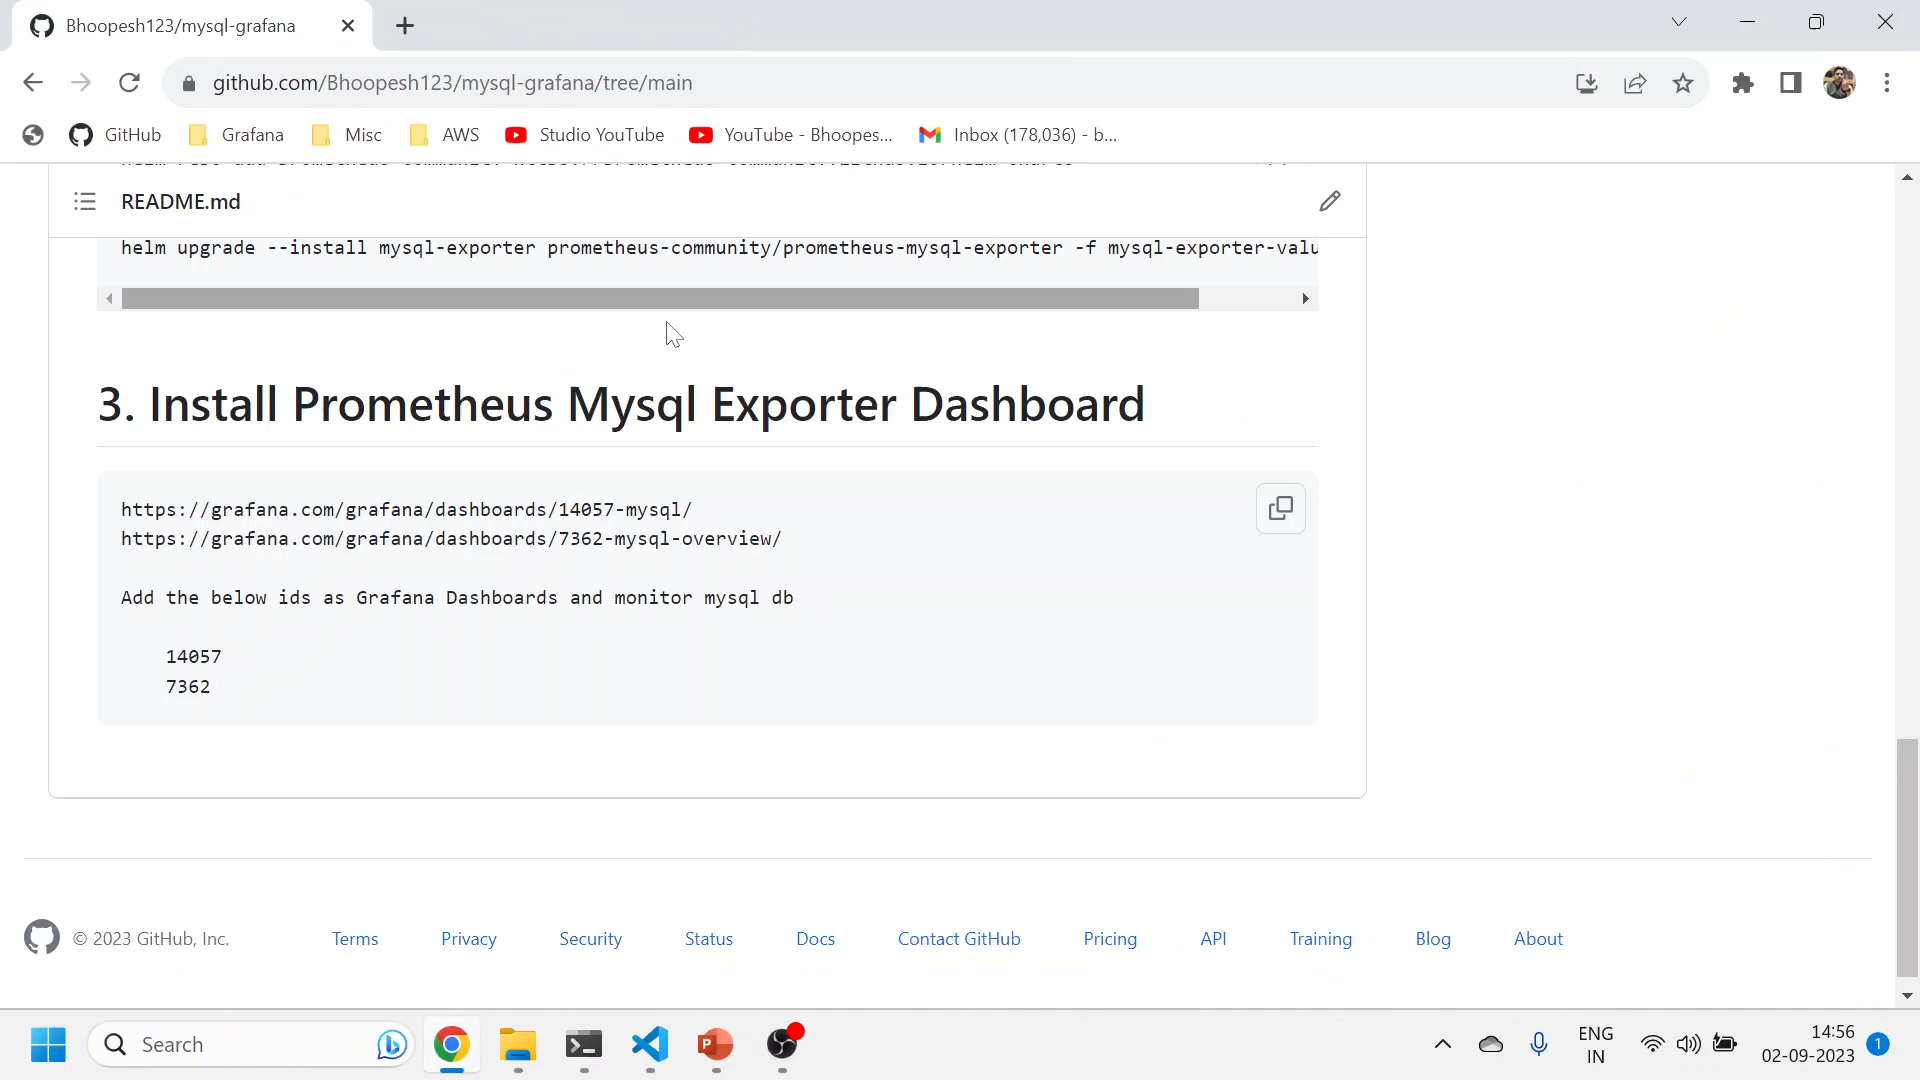 Bhoopesh123/mysql-grafana
github.com/Bhoopesh123/mysql-grafana/tree/main
GitHub
Grafana
Misc
AWS
Studio YouTube
YouTube - Bhoopes...
Inbox (178,036) - b...
README.md
helm upgrade --install mysql-exporter prometheus-community/prometheus-mysql-exporter -f mysql-exporter-valu
3. Install Prometheus Mysql Exporter Dashboard
https://grafana.com/grafana/dashboards/14057-mysql/
https://grafana.com/grafana/dashboards/7362-mysql-overview/
Add the below ids as Grafana Dashboards and monitor mysql db
14057
7362
© 2023 GitHub, Inc.
Terms
Privacy
Security
Status
Docs
Contact GitHub
Pricing
API
Training
Blog
About
Search
ENG
IN
14:56
02-09-2023
1